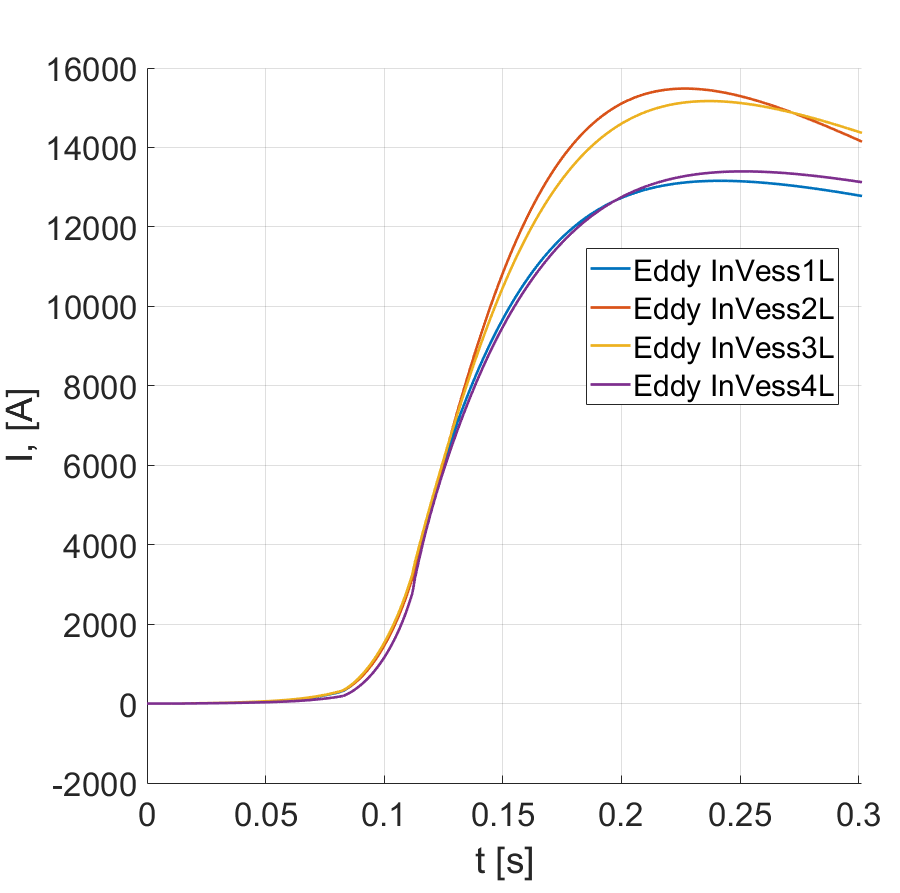 16000
14000
12000
10000
8000
6000
4000
2000
0
-2000
I, [A]
Eddy InVess1L
Eddy InVess2L
Eddy InVess3L
Eddy InVess4L
0 0.05 0.1 0.15 0.2 0.25 0.3
t [s]